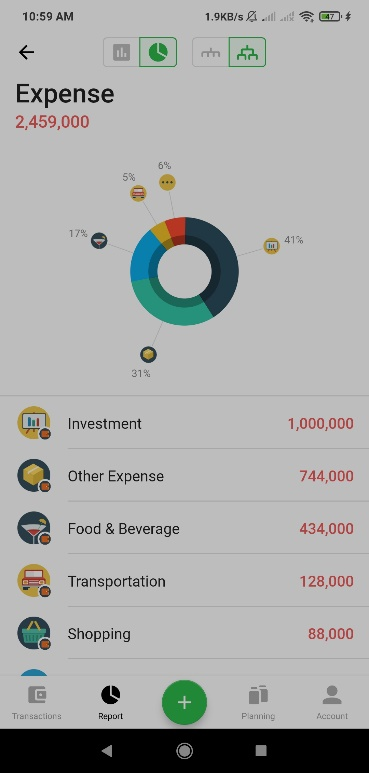 10:59 AM 1.9KB/s 47
Expense
2,459,000
6%
5%
17%
41%
31%
Investment 1,000,000
Other Expense 744,000
Food & Beverage 434,000
Transportation 128,000
Shopping 88,000
Transactions Report Planning Account